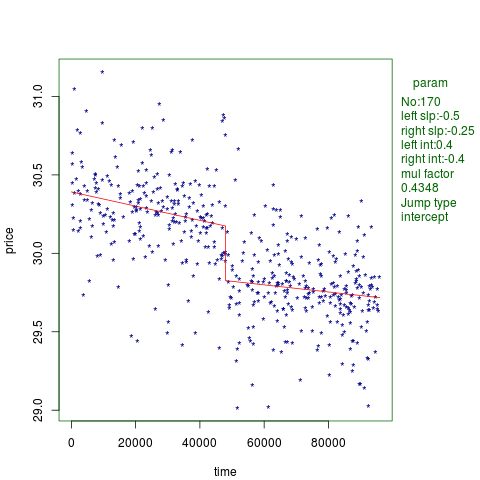 param
No:170
left slp:-0.5
right slp:-0.25
left int:0.4
right int:-0.4
mul factor
0.4348
Jump type
intercept
31.0
30.5
30.0
29.5
29.0
price
0 20000 40000 60000 80000
time